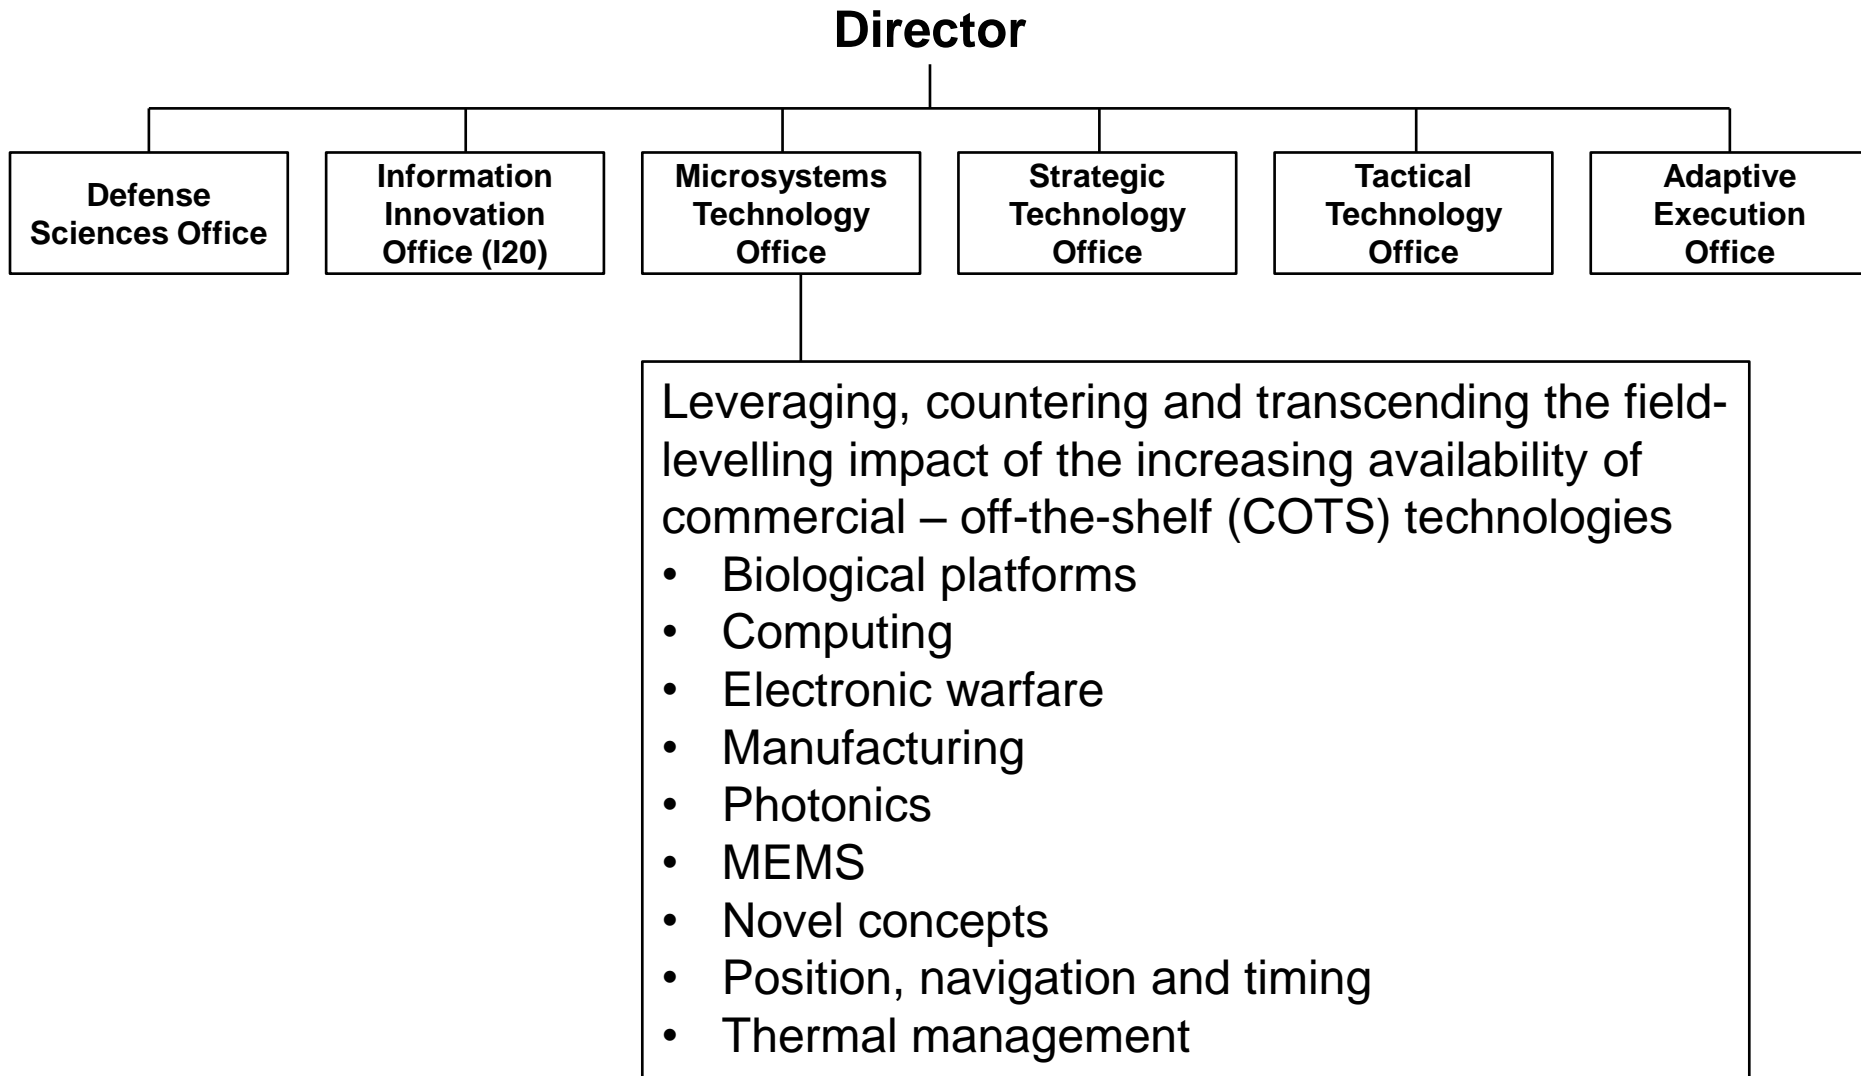 Director
Defense
Sciences Office
Information
Innovation
Office (I20)
Microsystems
Technology
Office
Strategic
Technology
Office
Tactical
Technology
Office
Adaptive
Execution
Office
Leveraging, countering and transcending the field-
levelling impact of the increasing availability of
commercial – off-the-shelf (COTS) technologies
• Biological platforms
• Computing
• Electronic warfare
• Manufacturing
• Photonics
• MEMS
• Novel concepts
• Position, navigation and timing
• Thermal management